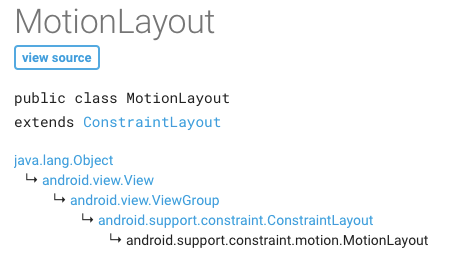 MotionLayout
view source
public class MotionLayout
extends ConstraintLayout
java.lang.Object
↳ android.view.View
↳ android.view.ViewGroup
↳ android.support.constraint.ConstraintLayout
↳ android.support.constraint.motion.MotionLayout